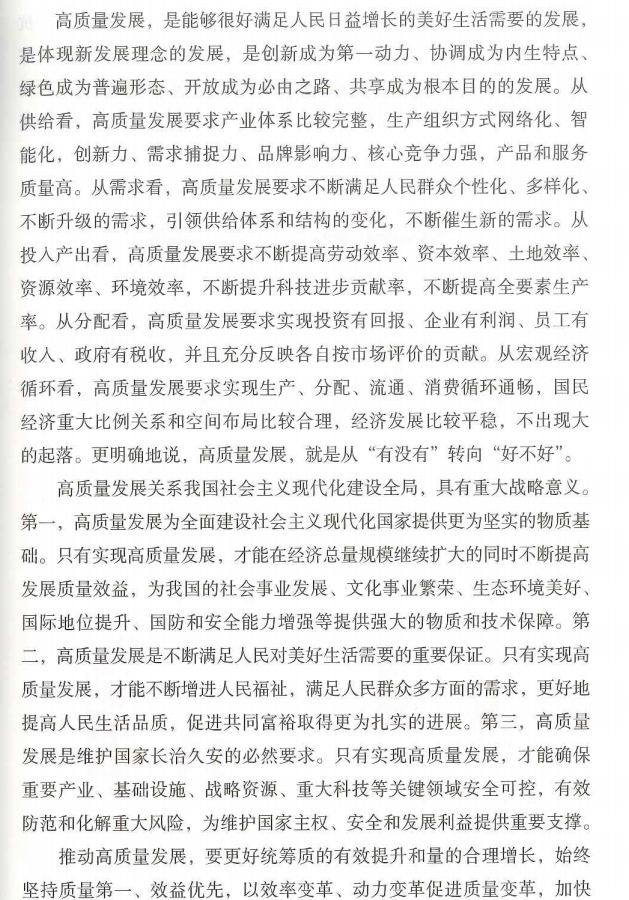 高质量发展，是能够很好满足人民日益增长的美好生活需要的发展，
是体现新发展理念的发展，是创新成为第一动力、协调成为内生特点、
绿色成为普遍形态、开放成为必由之路、共享成为根本目的的发展。从
供给看，高质量发展要求产业体系比较完整，生产组织方式网络化、智
能化，创新力、需求捕捉力、品牌影响力、核心竞争力强，产品和服务
质量高。从需求看，高质量发展要求不断满足人民群众个性化、多样化、
不断升级的需求，引领供给体系和结构的变化，不断催生新的需求。从
投入产出看，高质量发展要求不断提高劳动效率、资本效率、土地效率、
资源效率、环境效率，不断提升科技进步贡献率，不断提高全要素生产
率。从分配看，高质量发展要求实现投资有回报、企业有利润、员工有
收入、政府有税收，并且充分反映各自按市场评价的贡献。从宏观经济
循环看，高质量发展要求实现生产、分配、流通、消费循环通畅，国民
经济重大比例关系和空间布局比较合理，经济发展比较平稳，不出现大
的起落。更明确地说，高质量发展，就是从“有没有”转向“好不好”。
高质量发展关系我国社会主义现代化建设全局，具有重大战略意义。
第一，高质量发展为全面建设社会主义现代化国家提供更为坚实的物质基
础。只有实现高质量发展，才能在经济总量规模继续扩大的同时不断提高
发展质量效益，为我国的社会事业发展、文化事业繁荣、生态环境美好、
国际地位提升、国防和安全能力增强等提供强大的物质和技术保障。第
二，高质量发展是不断满足人民对美好生活需要的重要保证。只有实现高
质量发展，才能不断增进人民福祉，满足人民群众多方面的需求，更好地
提高人民生活品质，促进共同富裕取得更为扎实的进展。第三，高质量
发展是维护国家长治久安的必然要求。只有实现高质量发展，才能确保
重要产业、基础设施、战略资源、重大科技等关键领域安全可控，有效
防范和化解重大风险，为维护国家主权、安全和发展利益提供重要支撑。
推动高质量发展，要更好统筹质的有效提升和量的合理增长，始终
坚持质量第一、效益优先，以效率变革、动力变革促进质量变革，加快